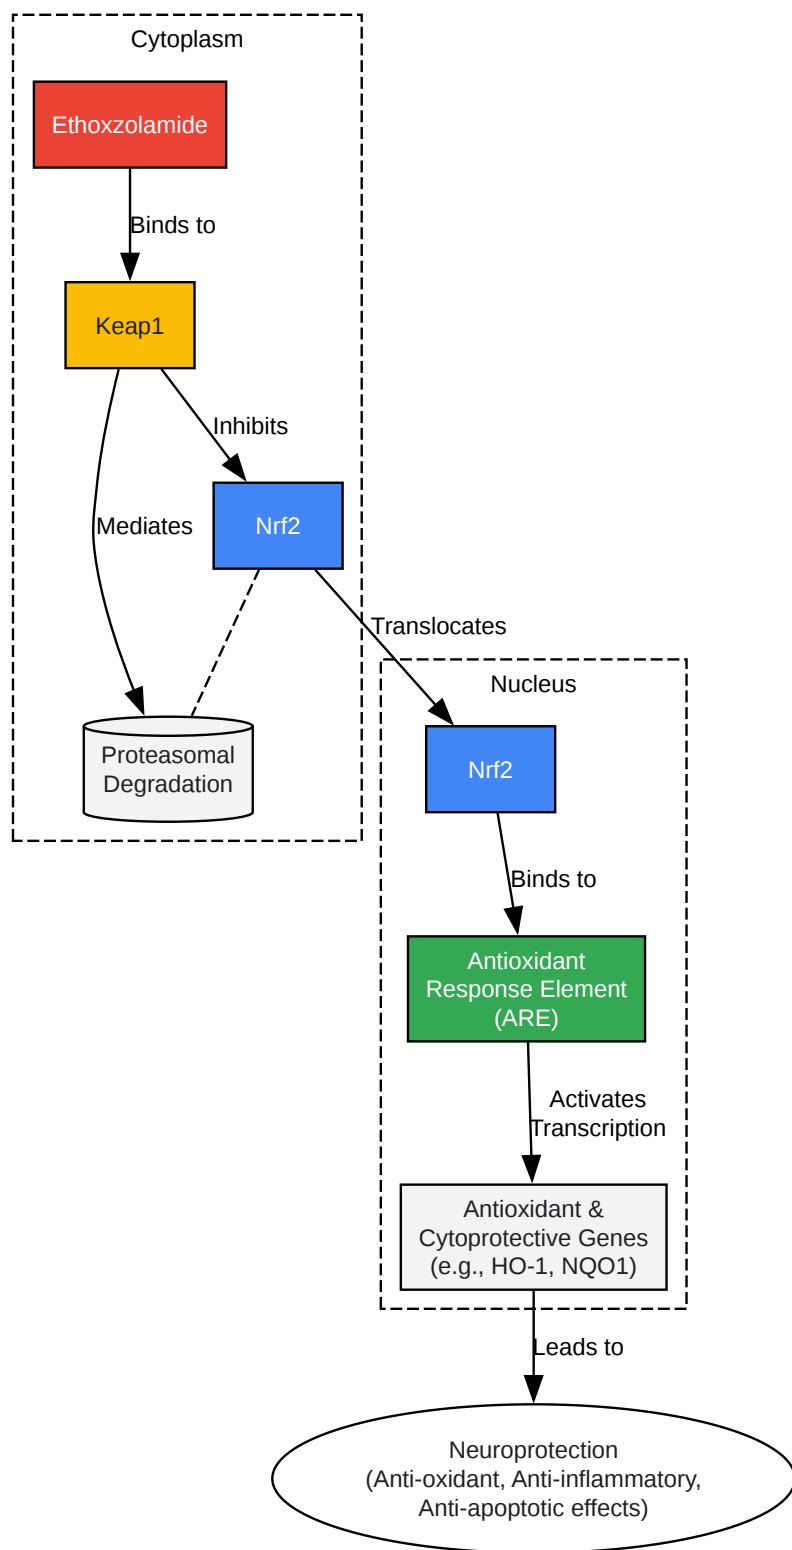 Cytoplasm
Ethoxzolamide
Binds to
Keap1
Inhibits
Mediates
Nrf2
Translocates
Proteasomal
Degradation
Nucleus
Nrf2
Binds to
Antioxidant
Response Element
(ARE)
Activates
Transcription
Antioxidant &
Cytoprotective Genes
(e.g., HO-1, NQO1)
Leads to
Neuroprotection
(Anti-oxidant, Anti-inflammatory,
Anti-apoptotic effects)